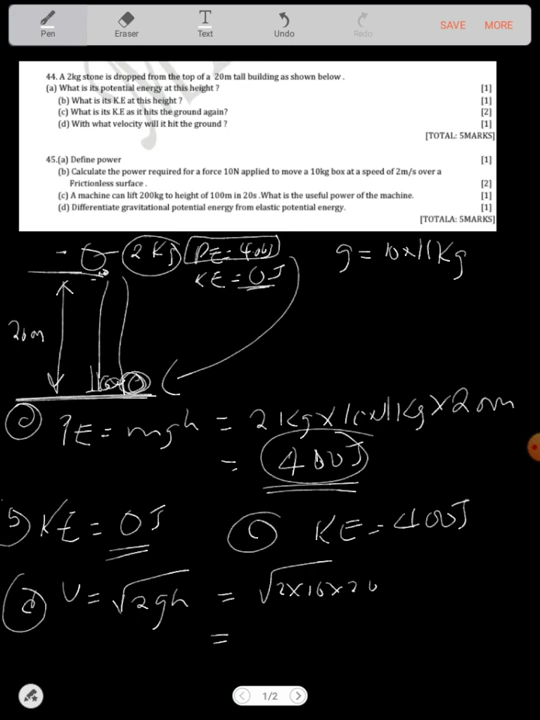 Pen
Eraser
Text
Undo
Redo
SAVE
MORE
44. A 2kg stone is dropped from the top of a 20m tall building as shown below .
(a) What is its potential energy at this height ? [1]
(b) What is its K.E at this height ? [1]
(c) What is its K.E as it hits the ground again? [2]
(d) With what velocity will it hit the ground ? [1]
[TOTAL: 5MARKS]
45.(a) Define power [1]
(b) Calculate the power required for a force 10N applied to move a 10kg box at a speed of 2m/s over a
Frictionless surface . [2]
(c) A machine can lift 200kg to height of 100m in 20s .What is the useful power of the machine. [1]
(d) Differentiate gravitational potential energy from elastic potential energy. [1]
[TOTALA: 5MARKS]
2Kg PE = 400J g = 10N/Kg
KE = 0J
20m
PE = mgh = 2Kg × 10N/Kg × 20m
= 400J
b) KE = 0J c KE = 400J
d V = √2gh = √2×10×20
=
1/2